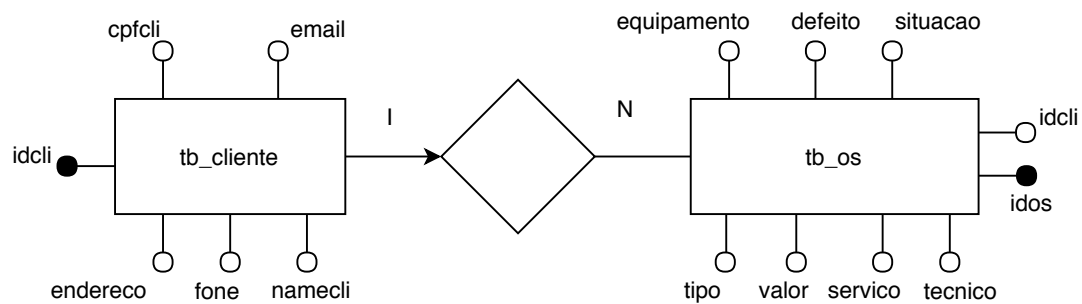 equipamento defeito situacao
cpfcli email
I N idcli
idcli tb_cliente tb_os
idos
endereco fone namecli tipo valor servico tecnico